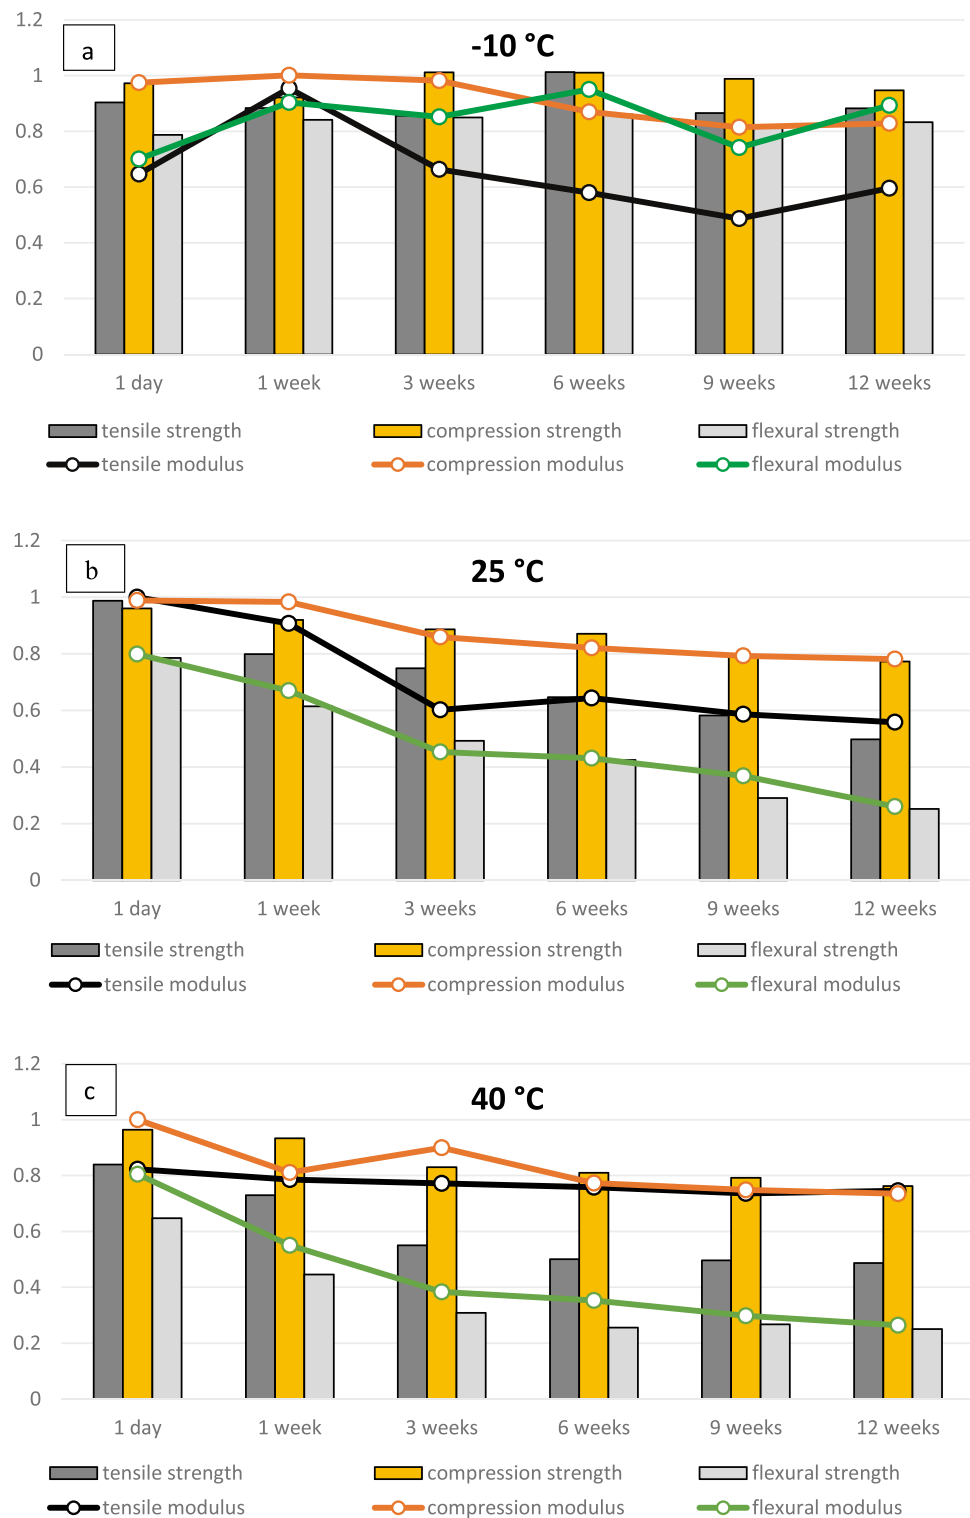 1.2
a
-10 °C
1
0.8
0.6
0.4
0.2
0
1 day 1 week 3 weeks 6 weeks 9 weeks 12 weeks
tensile strength compression strength flexural strength
tensile modulus compression modulus flexural modulus
1.2
b
25 °C
1
0.8
0.6
0.4
0.2
0
1 day 1 week 3 weeks 6 weeks 9 weeks 12 weeks
tensile strength compression strength flexural strength
tensile modulus compression modulus flexural modulus
1.2
c
40 °C
1
0.8
0.6
0.4
0.2
0
1 day 1 week 3 weeks 6 weeks 9 weeks 12 weeks
tensile strength compression strength flexural strength
tensile modulus compression modulus flexural modulus